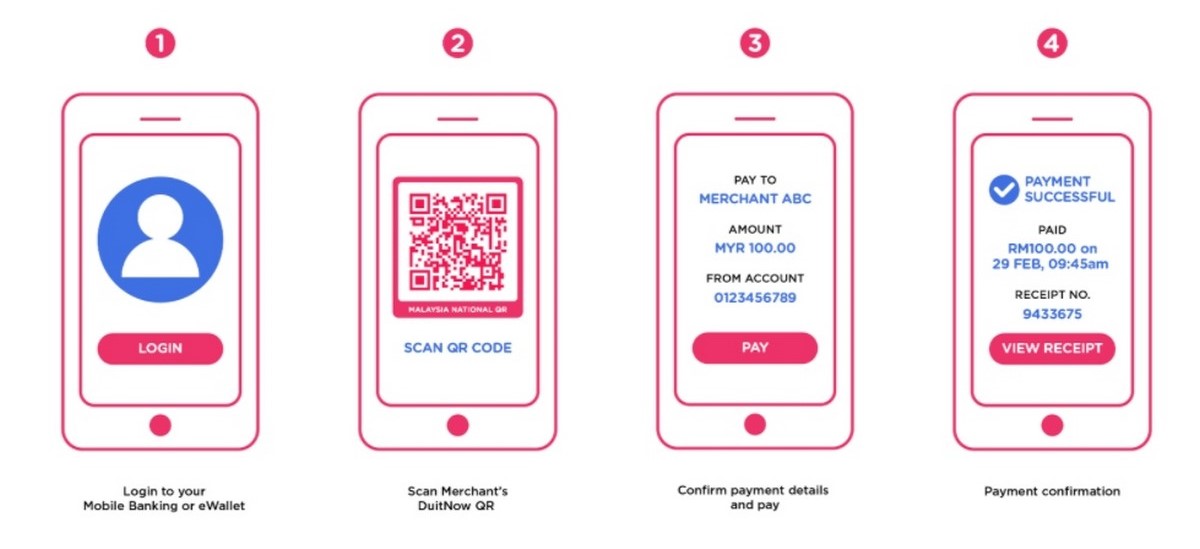 1
2
3
4
LOGIN
Login to your
Mobile Banking or eWallet
MALAYSIA NATIONAL QR
SCAN QR CODE
Scan Merchant's
DuitNow QR
PAY TO
MERCHANT ABC
AMOUNT
MYR 100.00
FROM ACCOUNT
0123456789
PAY
Confirm payment details
and pay
PAYMENT
SUCCESSFUL
PAID
RM100.00 on
29 FEB, 09:45am
RECEIPT NO.
9433675
VIEW RECEIPT
Payment confirmation